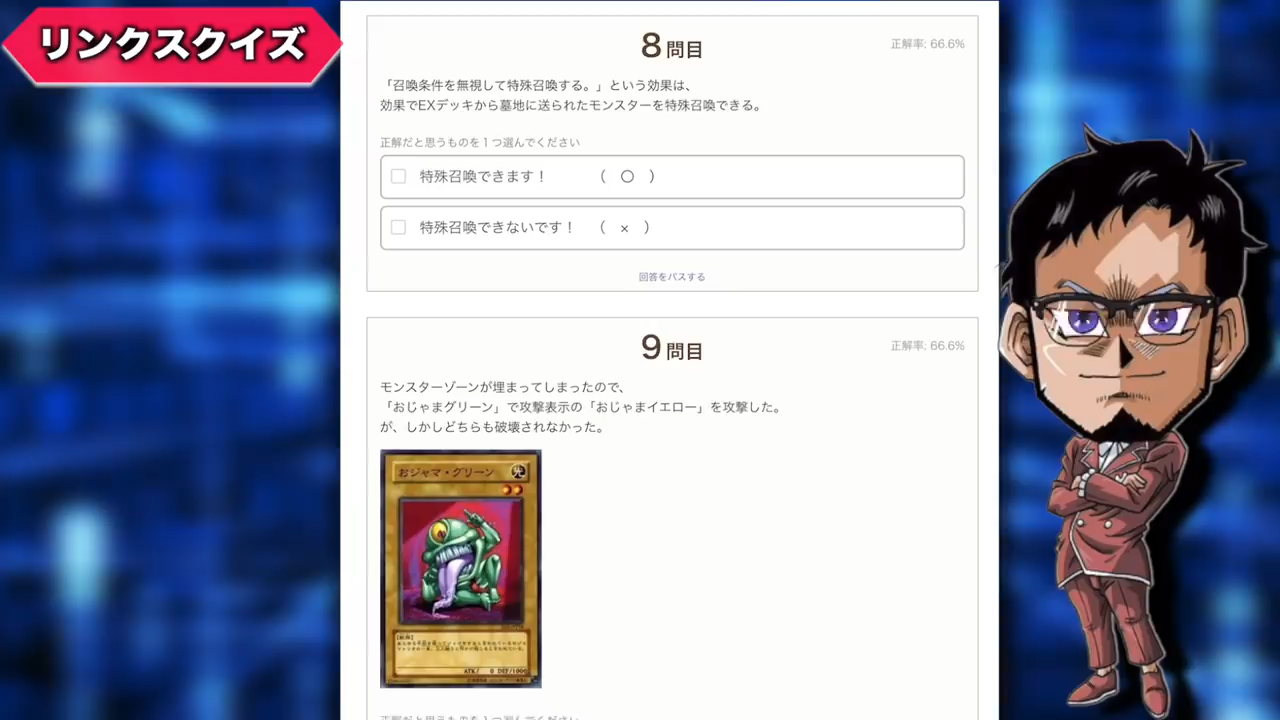 リンクスクイズ
8問目
正解率: 66.6%
「召喚条件を無視して特殊召喚する。」という効果は、
効果でEXデッキから墓地に送られたモンスターを特殊召喚できる。
正解だと思うものを1つ選んでください
特殊召喚できます！ （ ○ ）
特殊召喚できないです！ （ × ）
回答をパスする
9問目
正解率: 66.6%
モンスターゾーンが埋まってしまったので、
「おじゃまグリーン」で攻撃表示の「おじゃまイエロー」を攻撃した。
が、しかしどちらも破壊されなかった。
おジャマ・グリーン
ATK/ 0 DEF/1000